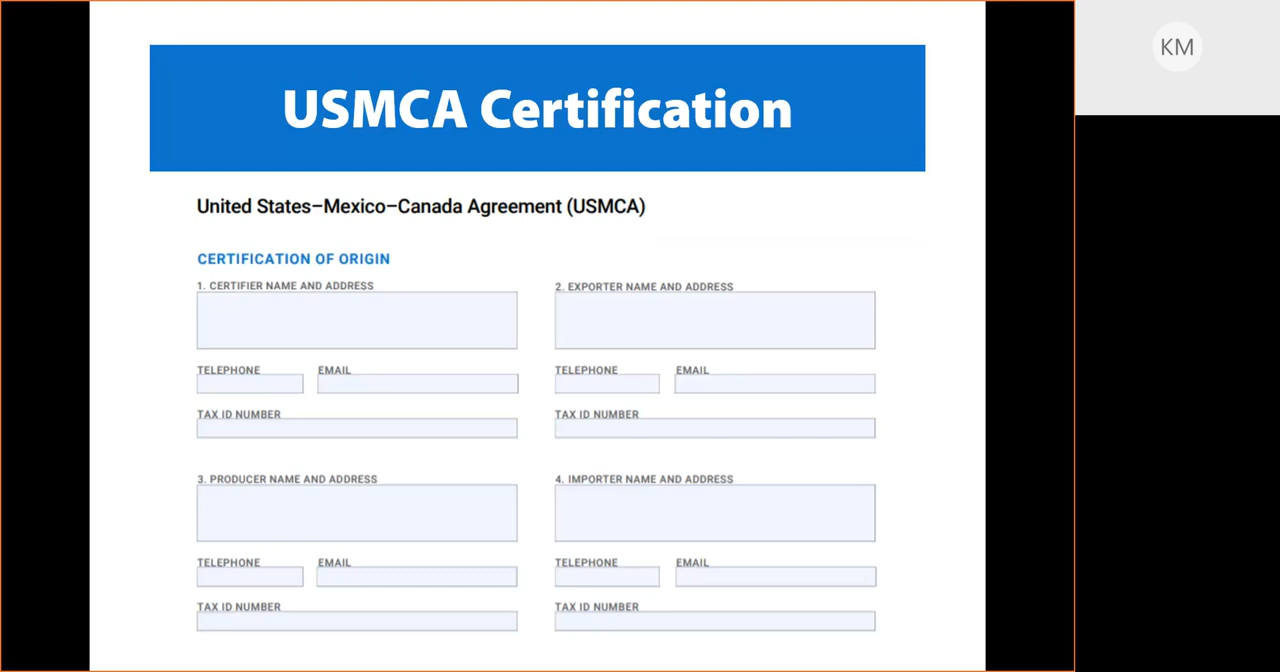 USMCA Certification
KM
United States–Mexico–Canada Agreement (USMCA)
CERTIFICATION OF ORIGIN
1. CERTIFIER NAME AND ADDRESS
2. EXPORTER NAME AND ADDRESS
TELEPHONE
EMAIL
TELEPHONE
EMAIL
TAX ID NUMBER
TAX ID NUMBER
3. PRODUCER NAME AND ADDRESS
4. IMPORTER NAME AND ADDRESS
TELEPHONE
EMAIL
TELEPHONE
EMAIL
TAX ID NUMBER
TAX ID NUMBER